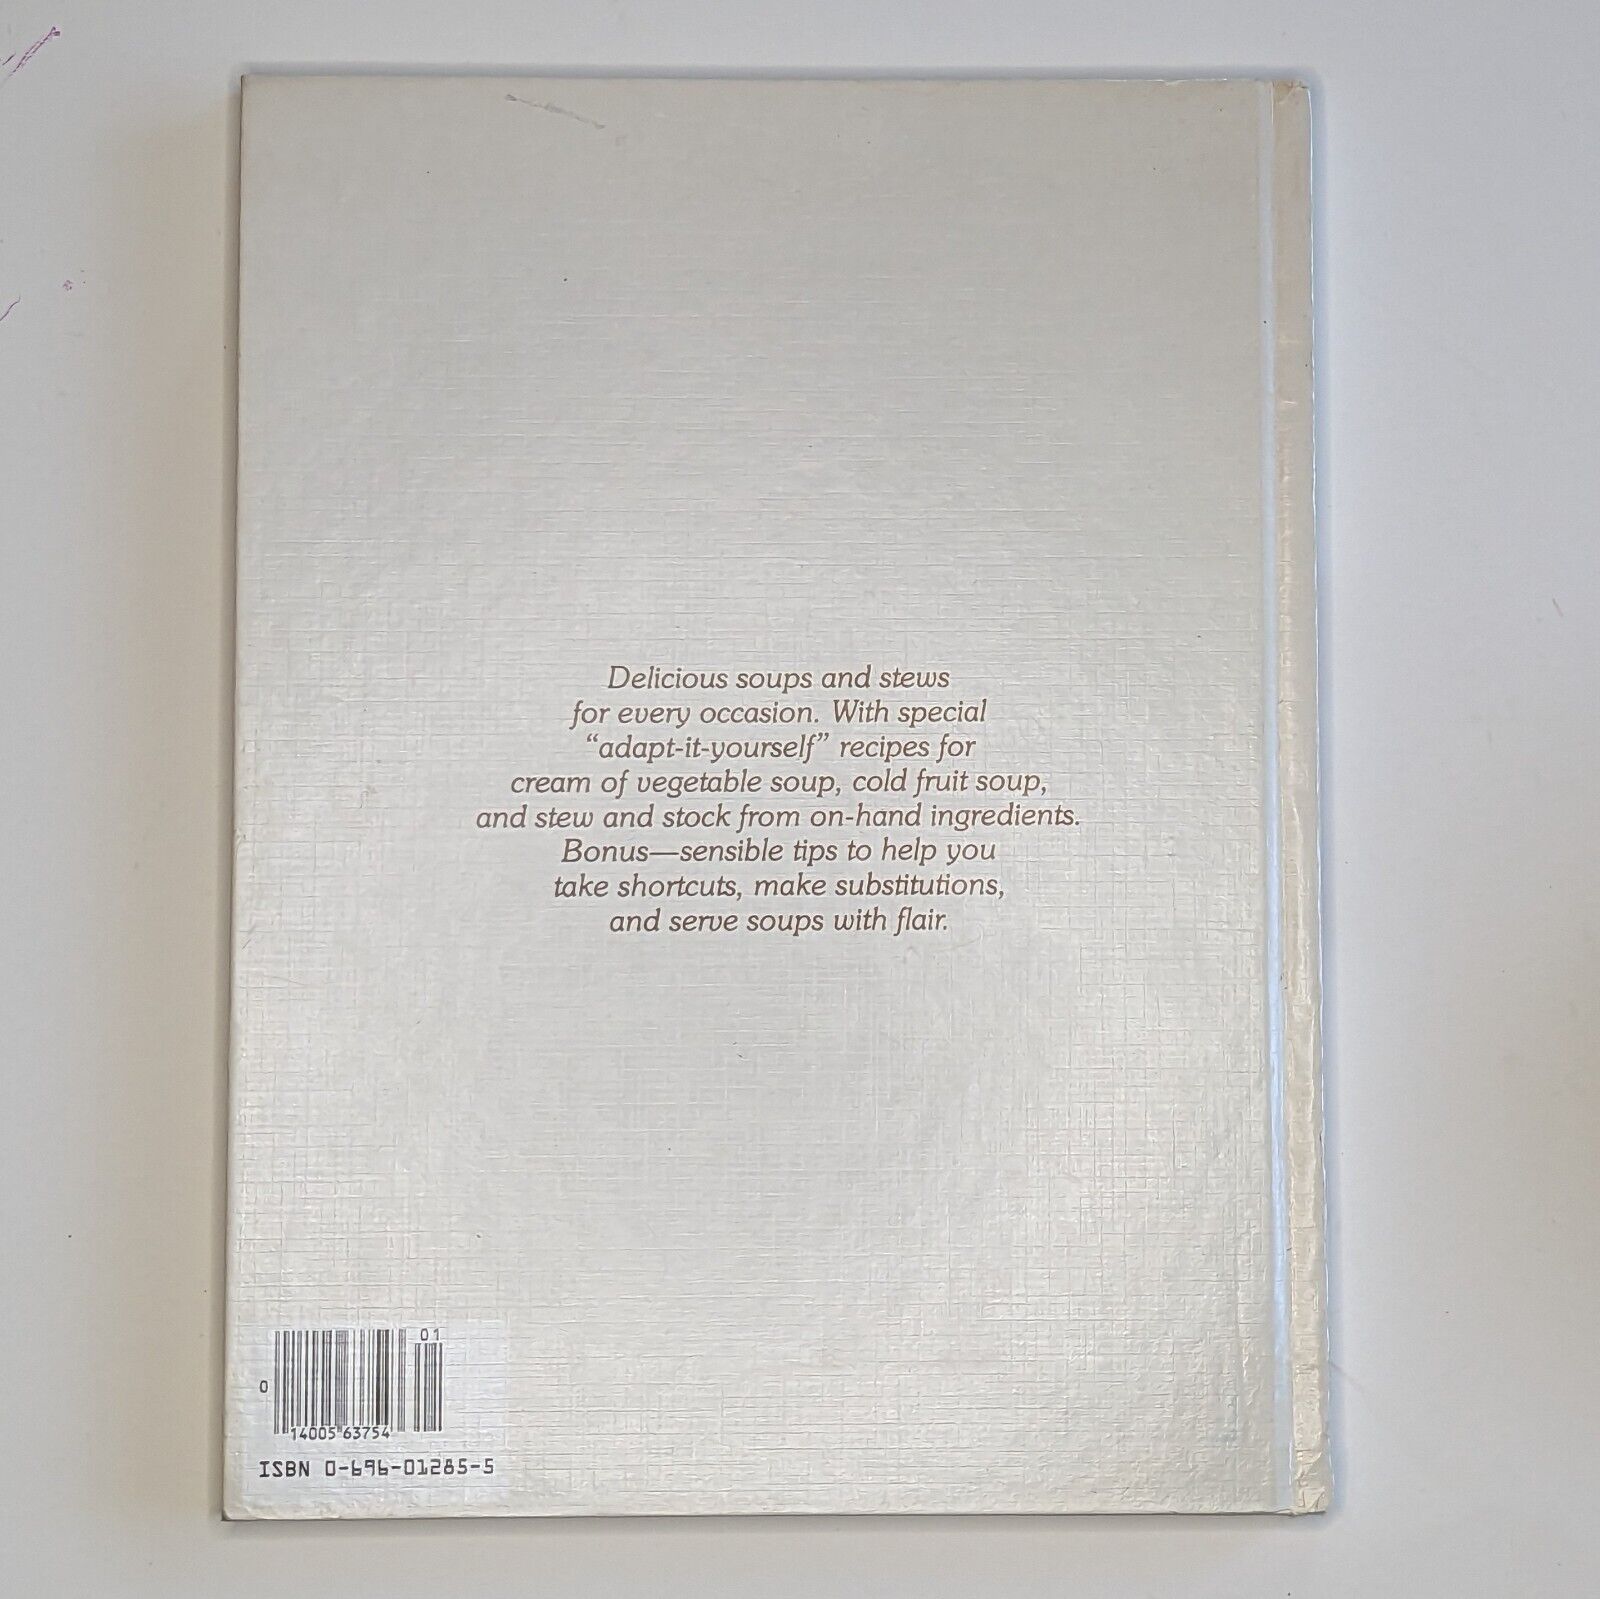 Delicious soups and stews
for every occasion. With special
“adapt-it-yourself” recipes for
cream of vegetable soup, cold fruit soup,
and stew and stock from on-hand ingredients.
Bonus—sensible tips to help you
take shortcuts, make substitutions,
and serve soups with flair.
01
0
14005 63754
ISBN 0-696-01285-5